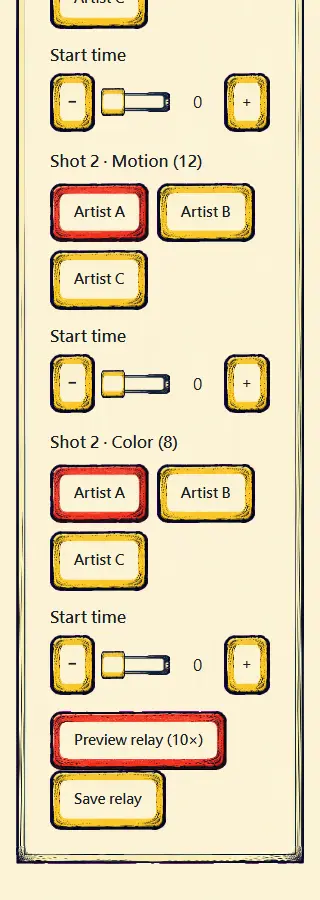 Artist C
Start time
− 0 +
Shot 2 · Motion (12)
Artist A Artist B
Artist C
Start time
− 0 +
Shot 2 · Color (8)
Artist A Artist B
Artist C
Start time
− 0 +
Preview relay (10×)
Save relay